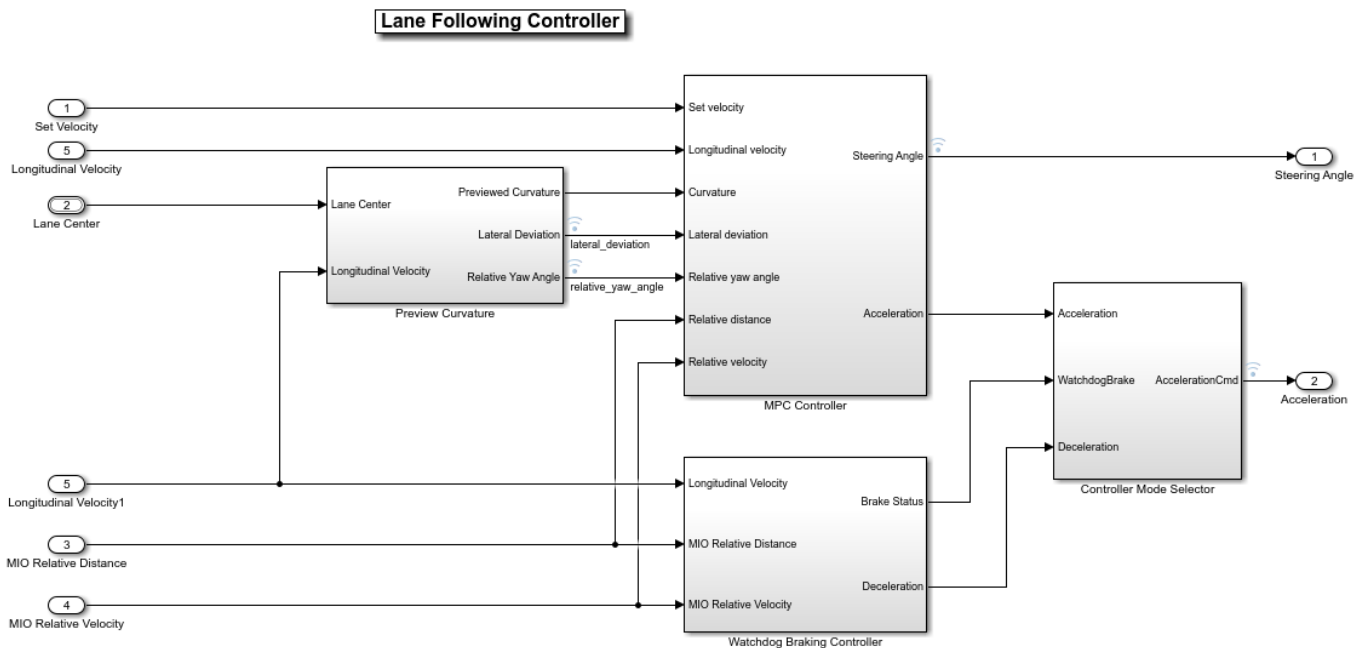 Lane Following Controller
1
Set Velocity
5
Longitudinal Velocity
2
Lane Center
Lane Center
Longitudinal Velocity
Previewed Curvature
Lateral Deviation
Relative Yaw Angle
Preview Curvature
lateral_deviation
relative_yaw_angle
Set velocity
Longitudinal velocity
Curvature
Lateral deviation
Relative yaw angle
Relative distance
Relative velocity
Steering Angle
Acceleration
MPC Controller
1
Steering Angle
Acceleration
WatchdogBrake
Deceleration
AccelerationCmd
Controller Mode Selector
2
Acceleration
5
Longitudinal Velocity1
3
MIO Relative Distance
4
MIO Relative Velocity
Longitudinal Velocity
MIO Relative Distance
MIO Relative Velocity
Brake Status
Deceleration
Watchdog Braking Controller